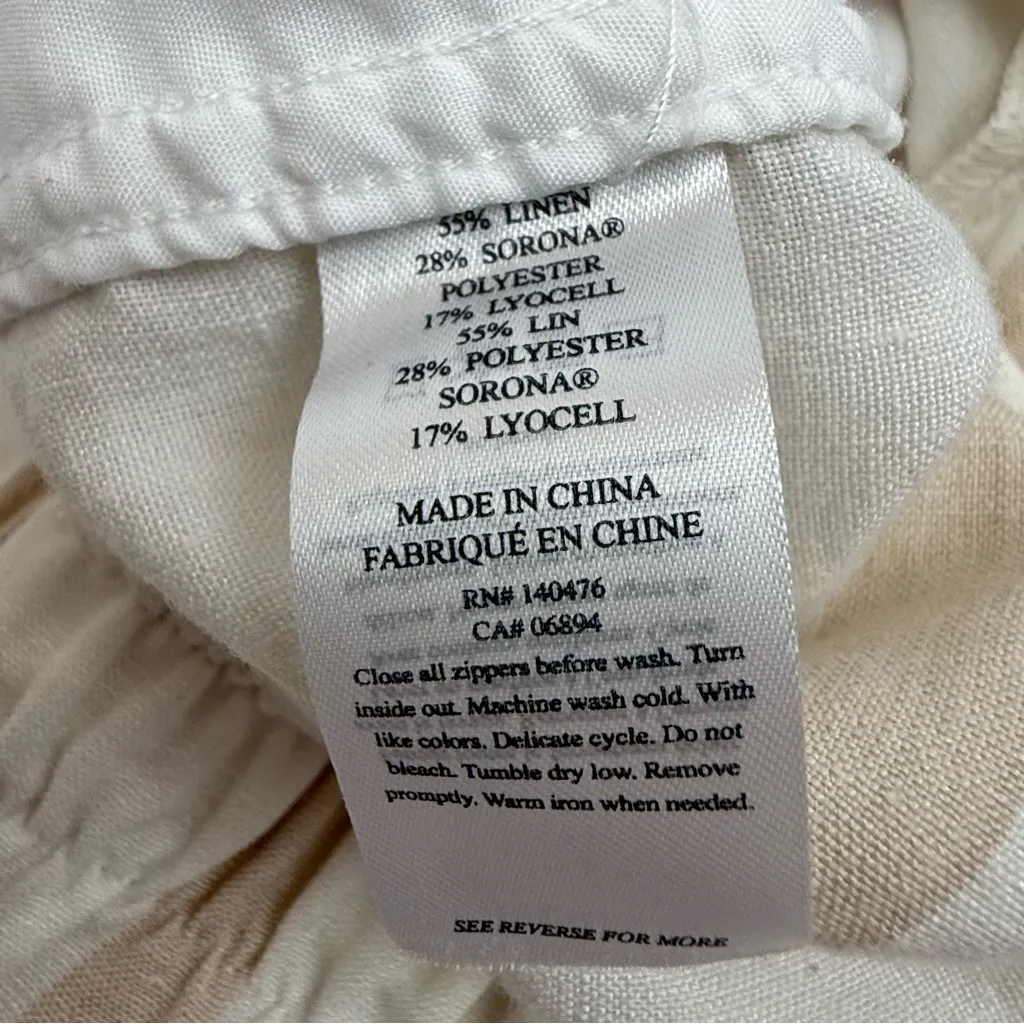 55% LINEN
28% SORONA®
POLYESTER
17% LYOCELL
55% LIN
28% POLYESTER
SORONA®
17% LYOCELL
MADE IN CHINA
FABRIQUÉ EN CHINE
RN# 140476
CA# 06894
Close all zippers before wash. Turn
inside out. Machine wash cold. With
like colors. Delicate cycle. Do not
bleach. Tumble dry low. Remove
promptly. Warm iron when needed.
SEE REVERSE FOR MORE